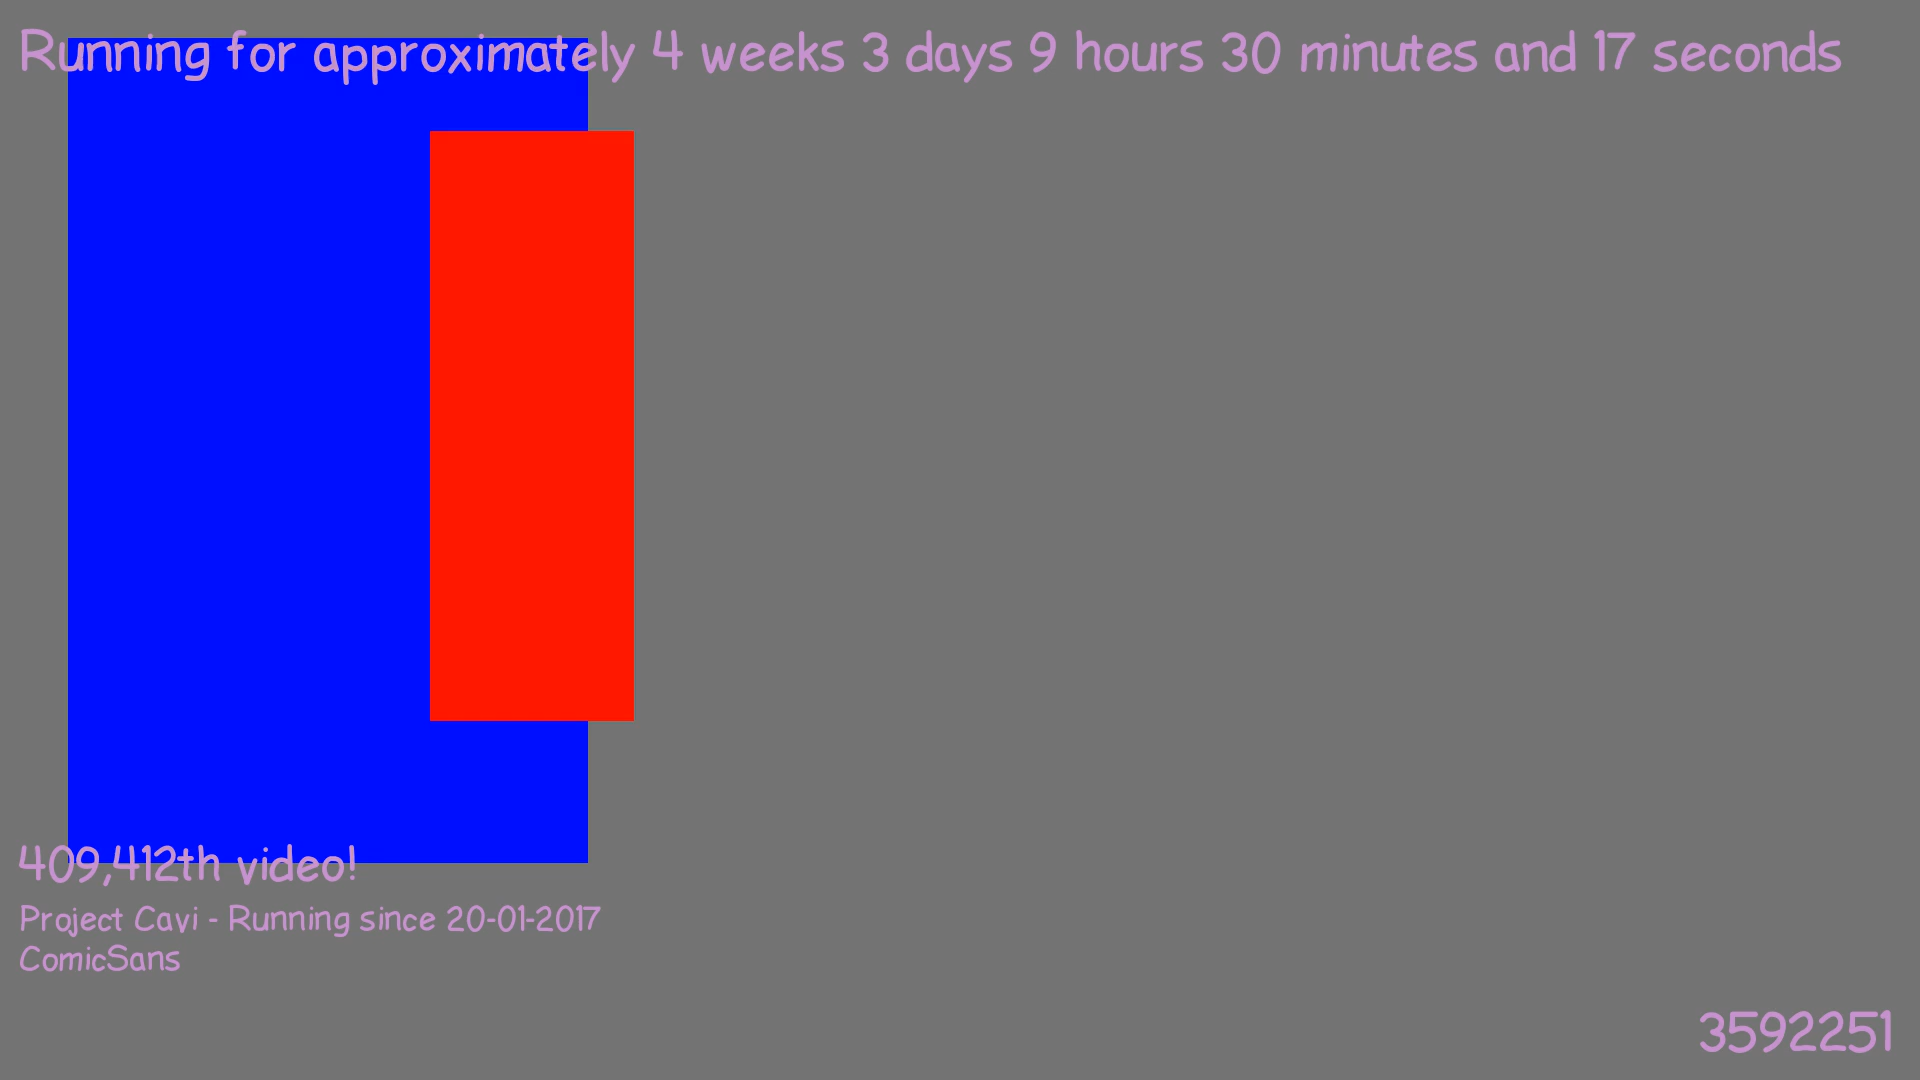 Running for approximately 4 weeks 3 days 9 hours 30 minutes and 17 seconds
409,412th video!
Project Cavi - Running since 20-01-2017
ComicSans
3592251